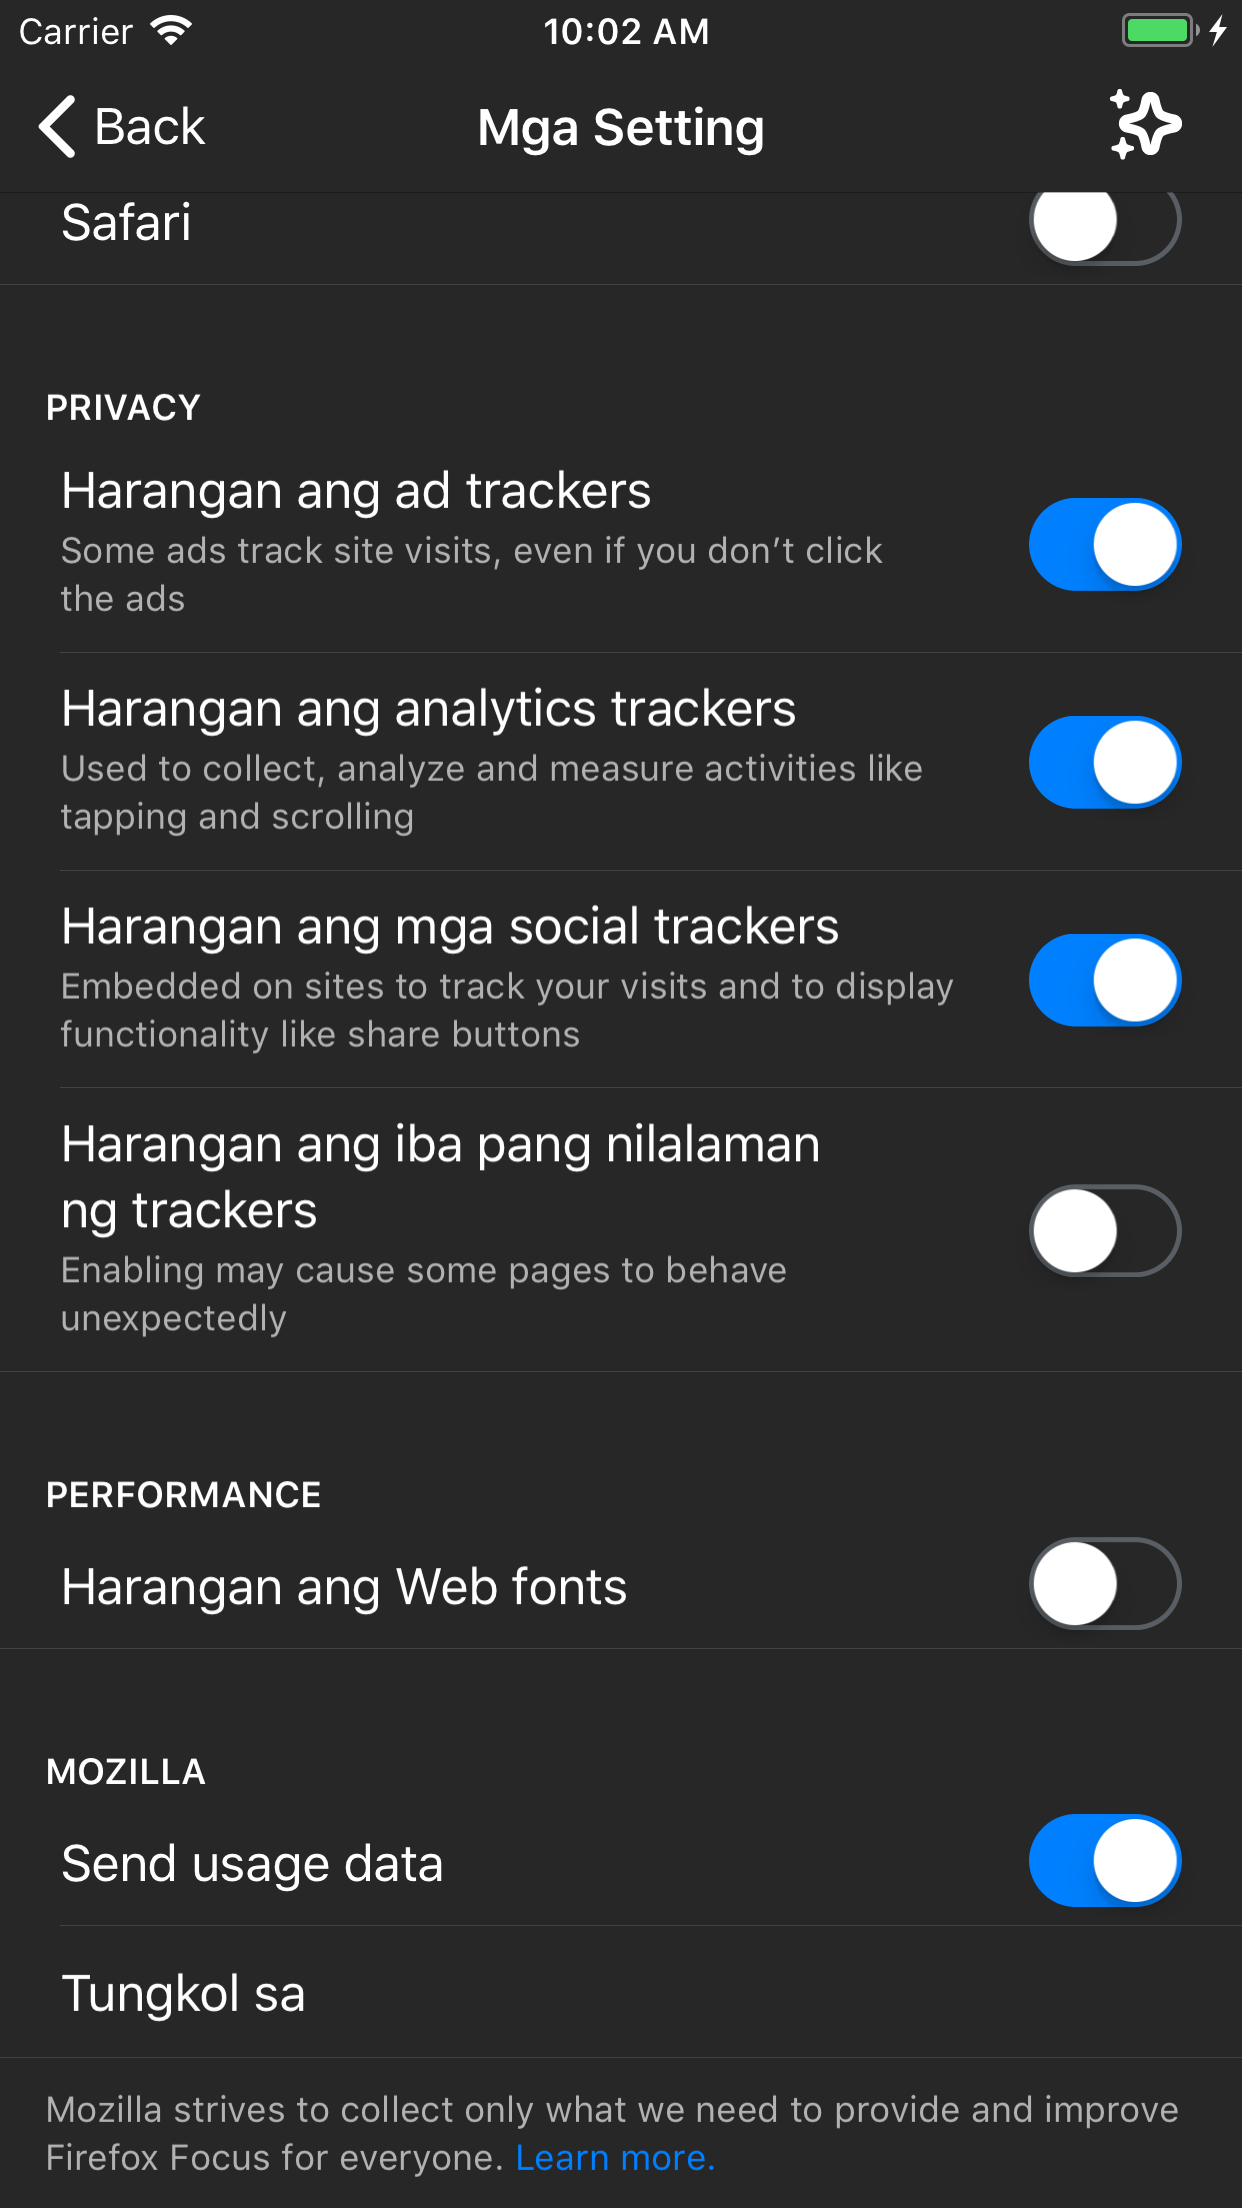 Carrier
10:02 AM
Back
Mga Setting
Safari
PRIVACY
Harangan ang ad trackers
Some ads track site visits, even if you don’t click
the ads
Harangan ang analytics trackers
Used to collect, analyze and measure activities like
tapping and scrolling
Harangan ang mga social trackers
Embedded on sites to track your visits and to display
functionality like share buttons
Harangan ang iba pang nilalaman
ng trackers
Enabling may cause some pages to behave
unexpectedly
PERFORMANCE
Harangan ang Web fonts
MOZILLA
Send usage data
Tungkol sa
Mozilla strives to collect only what we need to provide and improve
Firefox Focus for everyone. Learn more.